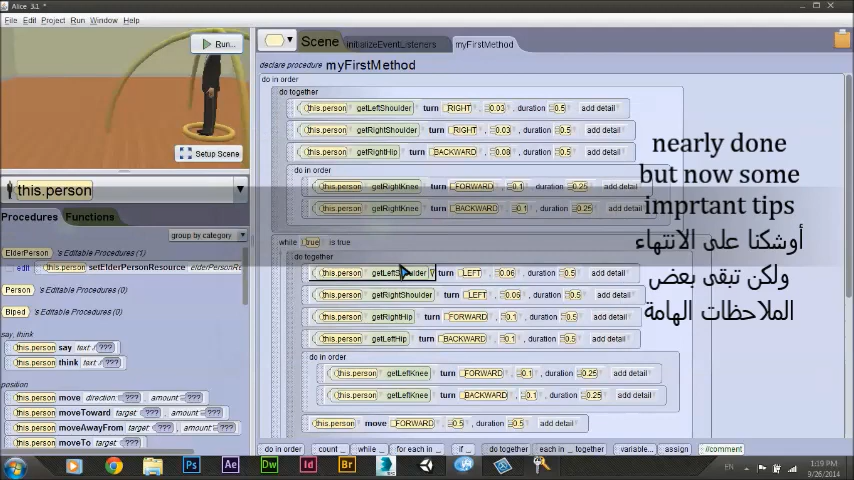 Alice 3.1 *
File Edit Project Run Window Help
Run...
Setup Scene
this.person
Procedures Functions
group by category
ElderPerson 's Editable Procedures (1)
edit this.person setElderPersonResource elderPersonR
Person 's Editable Procedures (0)
Biped 's Editable Procedures (0)
say, think
this.person say text ???
this.person think text ???
position
this.person move direction: ??? , amount: ???
this.person moveToward target ??? , amount: ???
this.person moveAwayFrom target ??? , amount: ???
this.person moveTo target ???
Scene initializeEventListeners myFirstMethod
declare procedure myFirstMethod
do in order
do together
this.person getLeftShoulder turn RIGHT , 0.03 , duration 0.5 add detail
this.person getRightShoulder turn RIGHT , 0.03 , duration 0.5 add detail
this.person getRightHip turn BACKWARD , 0.08 , duration 0.5 add detail
do in order
this.person getRightKnee turn FORWARD , 0.1 , duration 0.25 add detail
this.person getRightKnee turn BACKWARD , 0.1 , duration 0.25 add detail
while true is true
do together
this.person getLeftShoulder turn LEFT , 0.06 , duration 0.5 add detail
this.person getRightShoulder turn LEFT , 0.06 , duration 0.5 add detail
this.person getRightHip turn FORWARD , 0.1 , duration 0.5 add detail
this.person getLeftHip turn BACKWARD , 0.1 , duration 0.5 add detail
do in order
this.person getLeftKnee turn FORWARD , 0.1 , duration 0.25 add detail
this.person getLeftKnee turn BACKWARD , 0.1 , duration 0.25 add detail
this.person move FORWARD , 0.5 , duration 0.5 add detail
do in order count while for each in if do together each in together variable... assign //comment
nearly done
but now some
imprtant tips
أوشكنا على الانتهاء
ولكن تبقى بعض
الملاحظات الهامة
Ps Ae Dw Id Br
EN
1:19 PM
9/26/2014